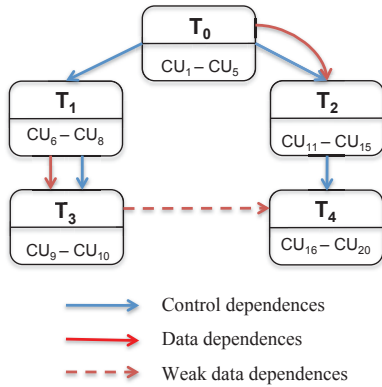 T₀
CU₁ – CU₅
T₁
CU₆ – CU₈
T₂
CU₁₁ – CU₁₅
T₃
CU₉ – CU₁₀
T₄
CU₁₆ – CU₂₀
Control dependences
Data dependences
Weak data dependences